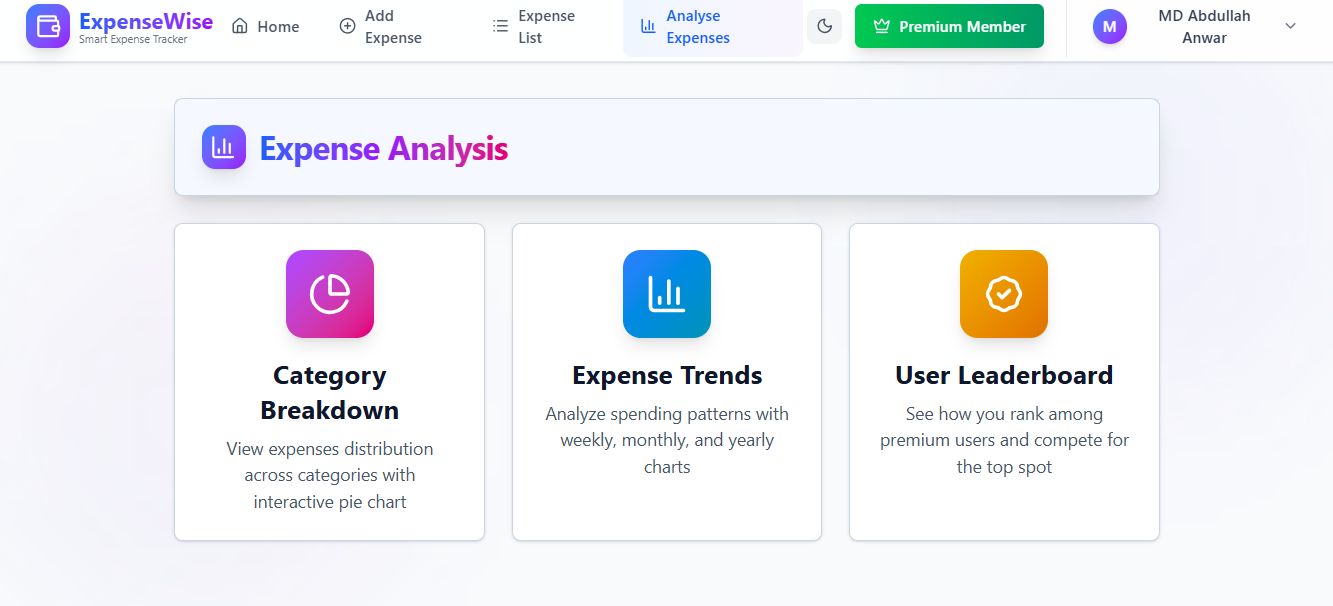 ExpenseWise
Smart Expense Tracker
Home
Add
Expense
Expense
List
Analyse
Expenses
Premium Member
M
MD Abdullah
Anwar
Expense Analysis
Category
Breakdown
View expenses distribution
across categories with
interactive pie chart
Expense Trends
Analyze spending patterns with
weekly, monthly, and yearly
charts
User Leaderboard
See how you rank among
premium users and compete for
the top spot